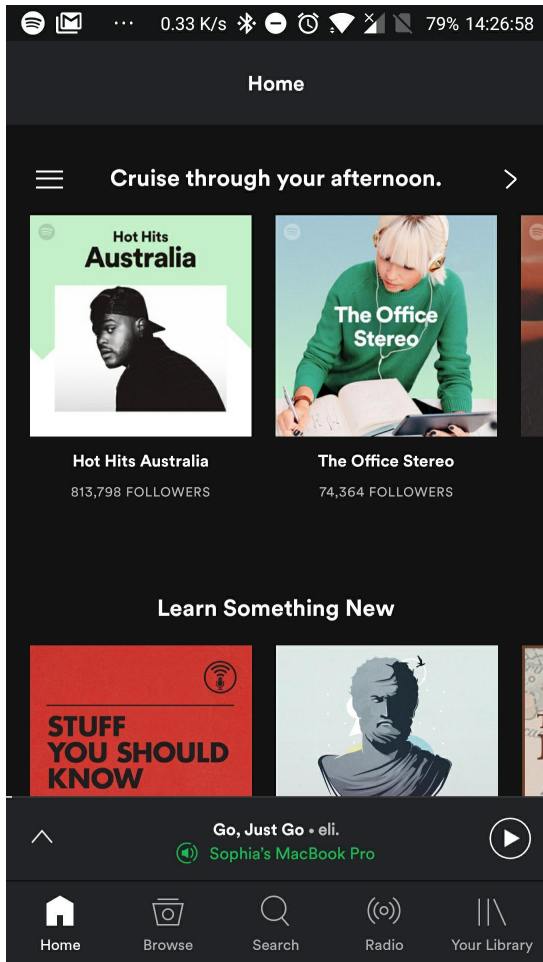 0.33 K/s 79% 14:26:58
Home
Cruise through your afternoon.
Hot Hits
Australia
The Office
Stereo
Hot Hits Australia
813,798 FOLLOWERS
The Office Stereo
74,364 FOLLOWERS
Learn Something New
STUFF
YOU SHOULD
KNOW
Go, Just Go • eli.
Sophia's MacBook Pro
Home Browse Search Radio Your Library